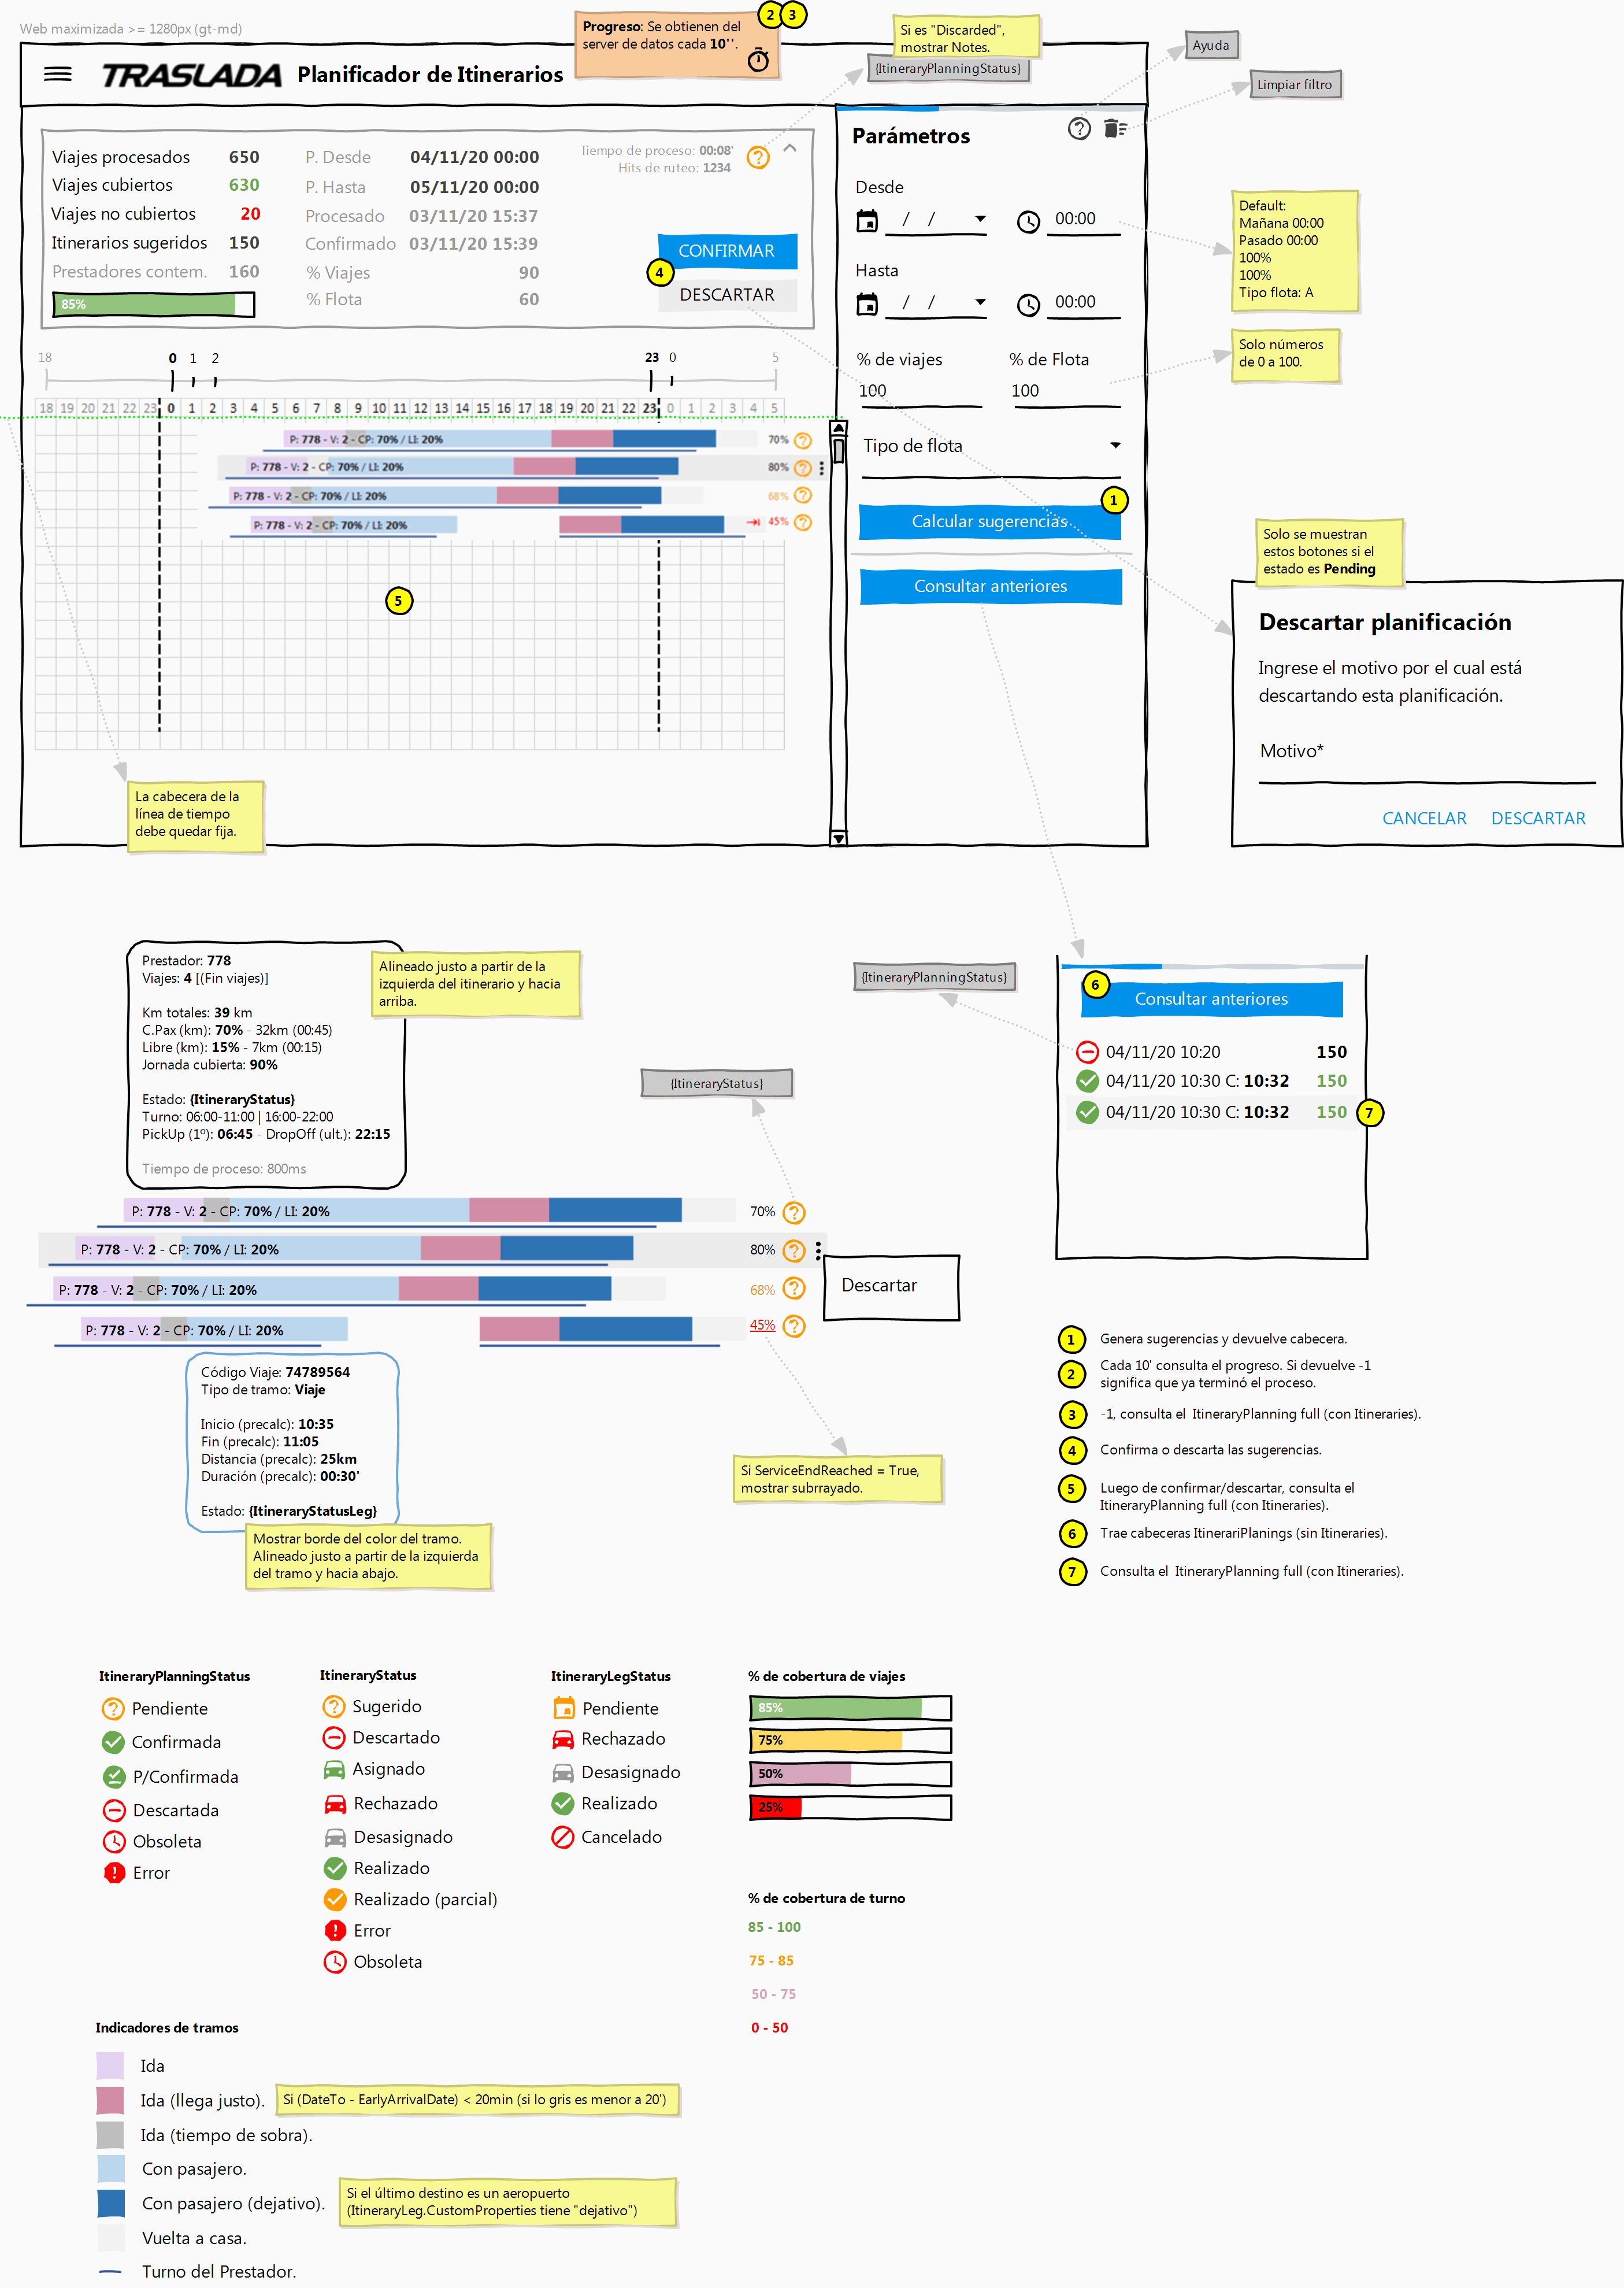 Web maximizada >= 1280px (gt-md)
TRASLADA Planificador de Itinerarios
Progreso: Se obtienen del
server de datos cada 10''.
2 3
Si es "Discarded",
mostrar Notes.
{ItineraryPlanningStatus}
Ayuda
Limpiar filtro
Viajes procesados 650
Viajes cubiertos 630
Viajes no cubiertos 20
Itinerarios sugeridos 150
Prestadores contem. 160
85%
P. Desde 04/11/20 00:00
P. Hasta 05/11/20 00:00
Procesado 03/11/20 15:37
Confirmado 03/11/20 15:39
% Viajes 90
% Flota 60
Tiempo de proceso: 00:08'
Hits de ruteo: 1234
CONFIRMAR
4
DESCARTAR
18 0 1 2 23 0 5
18 19 20 21 22 23 0 1 2 3 4 5 6 7 8 9 10 11 12 13 14 15 16 17 18 19 20 21 22 23 0 1 2 3 4 5
P: 778 - V: 2 - CP: 70% / LI: 20% 70%
P: 778 - V: 2 - CP: 70% / LI: 20% 80%
P: 778 - V: 2 - CP: 70% / LI: 20% 68%
P: 778 - V: 2 - CP: 70% / LI: 20% 45%
5
La cabecera de la
línea de tiempo
debe quedar fija.
Parámetros
Desde
/ / 00:00
Hasta
/ / 00:00
% de viajes % de Flota
100 100
Tipo de flota
1
Calcular sugerencias
Consultar anteriores
Default:
Mañana 00:00
Pasado 00:00
100%
100%
Tipo flota: A
Solo números
de 0 a 100.
Solo se muestran
estos botones si el
estado es Pending
Descartar planificación
Ingrese el motivo por el cual está
descartando esta planificación.
Motivo*
CANCELAR DESCARTAR
Prestador: 778
Viajes: 4 [(Fin viajes)]
Km totales: 39 km
C.Pax (km): 70% - 32km (00:45)
Libre (km): 15% - 7km (00:15)
Jornada cubierta: 90%
Estado: {ItineraryStatus}
Turno: 06:00-11:00 | 16:00-22:00
PickUp (1º): 06:45 - DropOff (ult.): 22:15
Tiempo de proceso: 800ms
Alineado justo a partir de la
izquierda del itinerario y hacia
arriba.
{ItineraryStatus}
P: 778 - V: 2 - CP: 70% / LI: 20% 70%
P: 778 - V: 2 - CP: 70% / LI: 20% 80%
P: 778 - V: 2 - CP: 70% / LI: 20% 68%
P: 778 - V: 2 - CP: 70% / LI: 20% 45%
Descartar
Código Viaje: 74789564
Tipo de tramo: Viaje
Inicio (precalc): 10:35
Fin (precalc): 11:05
Distancia (precalc): 25km
Duración (precalc): 00:30'
Estado: {ItineraryStatusLeg}
Mostrar borde del color del tramo.
Alineado justo a partir de la izquierda
del tramo y hacia abajo.
Si ServiceEndReached = True,
mostrar subrrayado.
{ItineraryPlanningStatus}
6
Consultar anteriores
04/11/20 10:20 150
04/11/20 10:30 C: 10:32 150
04/11/20 10:30 C: 10:32 150
7
1 Genera sugerencias y devuelve cabecera.
2 Cada 10' consulta el progreso. Si devuelve -1
significa que ya terminó el proceso.
3 -1, consulta el ItineraryPlanning full (con Itineraries).
4 Confirma o descarta las sugerencias.
5 Luego de confirmar/descartar, consulta el
ItineraryPlanning full (con Itineraries).
6 Trae cabeceras ItinerariPlanings (sin Itineraries).
7 Consulta el ItineraryPlanning full (con Itineraries).
ItineraryPlanningStatus
Pendiente
Confirmada
P/Confirmada
Descartada
Obsoleta
Error
ItineraryStatus
Sugerido
Descartado
Asignado
Rechazado
Desasignado
Realizado
Realizado (parcial)
Error
Obsoleta
ItineraryLegStatus
Pendiente
Rechazado
Desasignado
Realizado
Cancelado
% de cobertura de viajes
85%
75%
50%
25%
% de cobertura de turno
85 - 100
75 - 85
50 - 75
0 - 50
Indicadores de tramos
Ida
Ida (llega justo).
Si (DateTo - EarlyArrivalDate) < 20min (si lo gris es menor a 20')
Ida (tiempo de sobra).
Con pasajero.
Con pasajero (dejativo).
Si el último destino es un aeropuerto
(ItineraryLeg.CustomProperties tiene "dejativo")
Vuelta a casa.
Turno del Prestador.